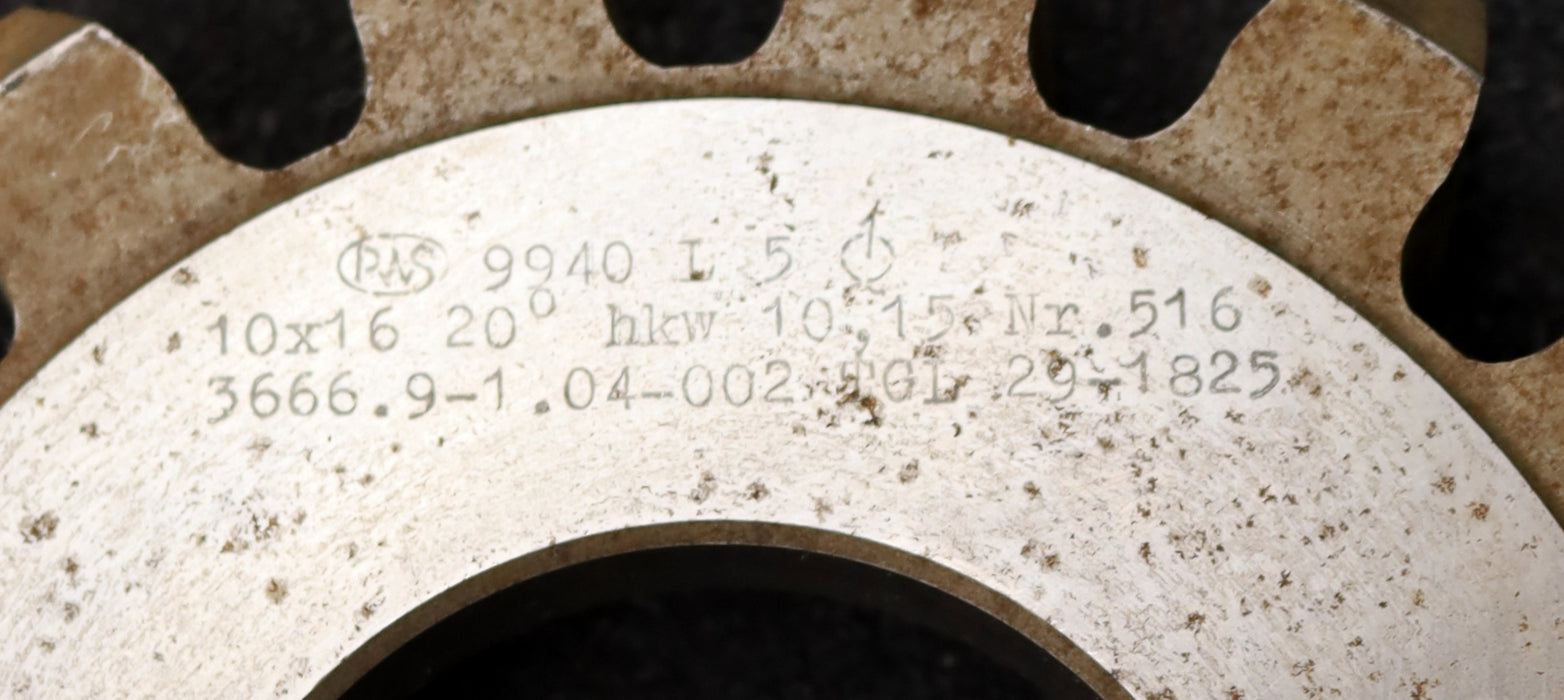 PWS 9940 L 5
10x16 20° hkw 10,15 Nr.516
3666.9-1.04-002 TGL 29-1825